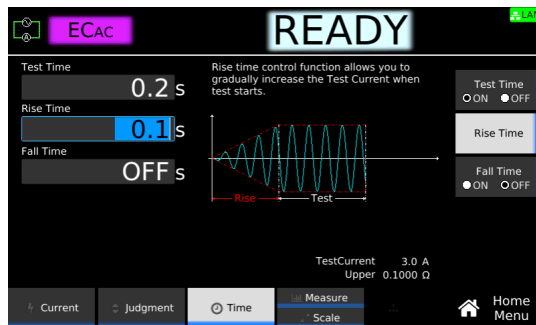 A
ECAC
READY
LAN
Test Time
0.2 s
Rise Time
0.1 s
Fall Time
OFF s
Rise time control function allows you to
gradually increase the Test Current when
test starts.
Rise
Test
TestCurrent 3.0 A
Upper 0.1000 Ω
Test Time
ON OFF
Rise Time
Fall Time
ON OFF
Current
Judgment
Time
Measure
Scale
Home
Menu